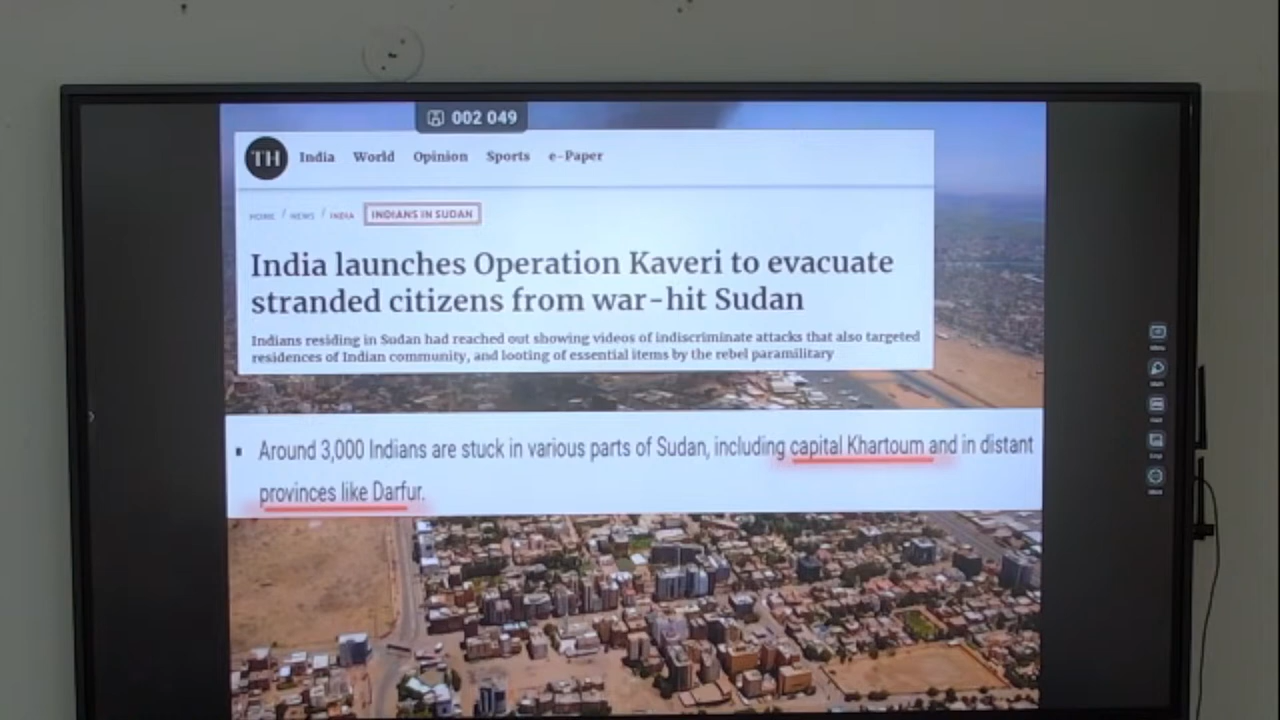 002 049
TH India World Opinion Sports e-Paper
HOME / NEWS / INDIA INDIANS IN SUDAN
India launches Operation Kaveri to evacuate
stranded citizens from war-hit Sudan
Indians residing in Sudan had reached out showing videos of indiscriminate attacks that also targeted
residences of Indian community, and looting of essential items by the rebel paramilitary
▪ Around 3,000 Indians are stuck in various parts of Sudan, including capital Khartoum and in distant
provinces like Darfur.